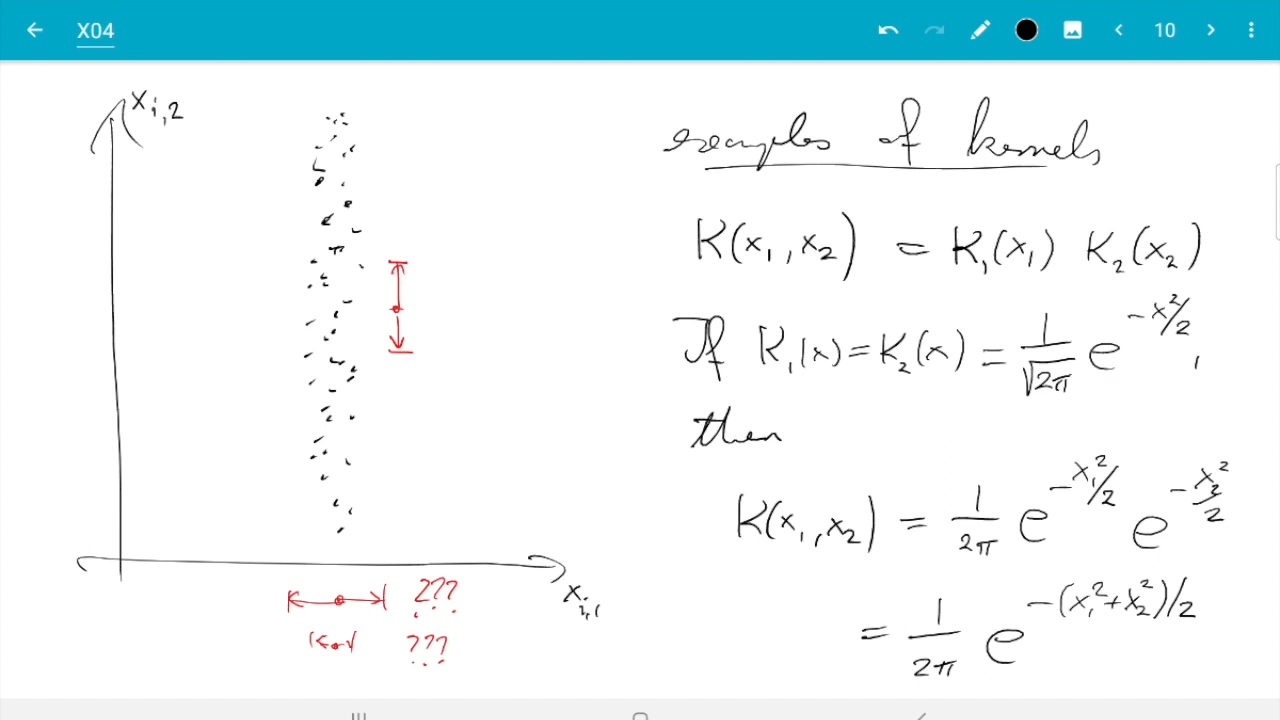 X04
10
x_{i,2}
x_{i,1}
???
???
examples of kernels
K(x₁, x₂) = K₁(x₁) K₂(x₂)
If K₁(x) = K₂(x) = 1/√2π e^{-x²/2},
then
K(x₁, x₂) = 1/2π e^{-x₁²/2} e^{-x₂²/2}
= 1/2π e^{-(x₁²+x₂²)/2}